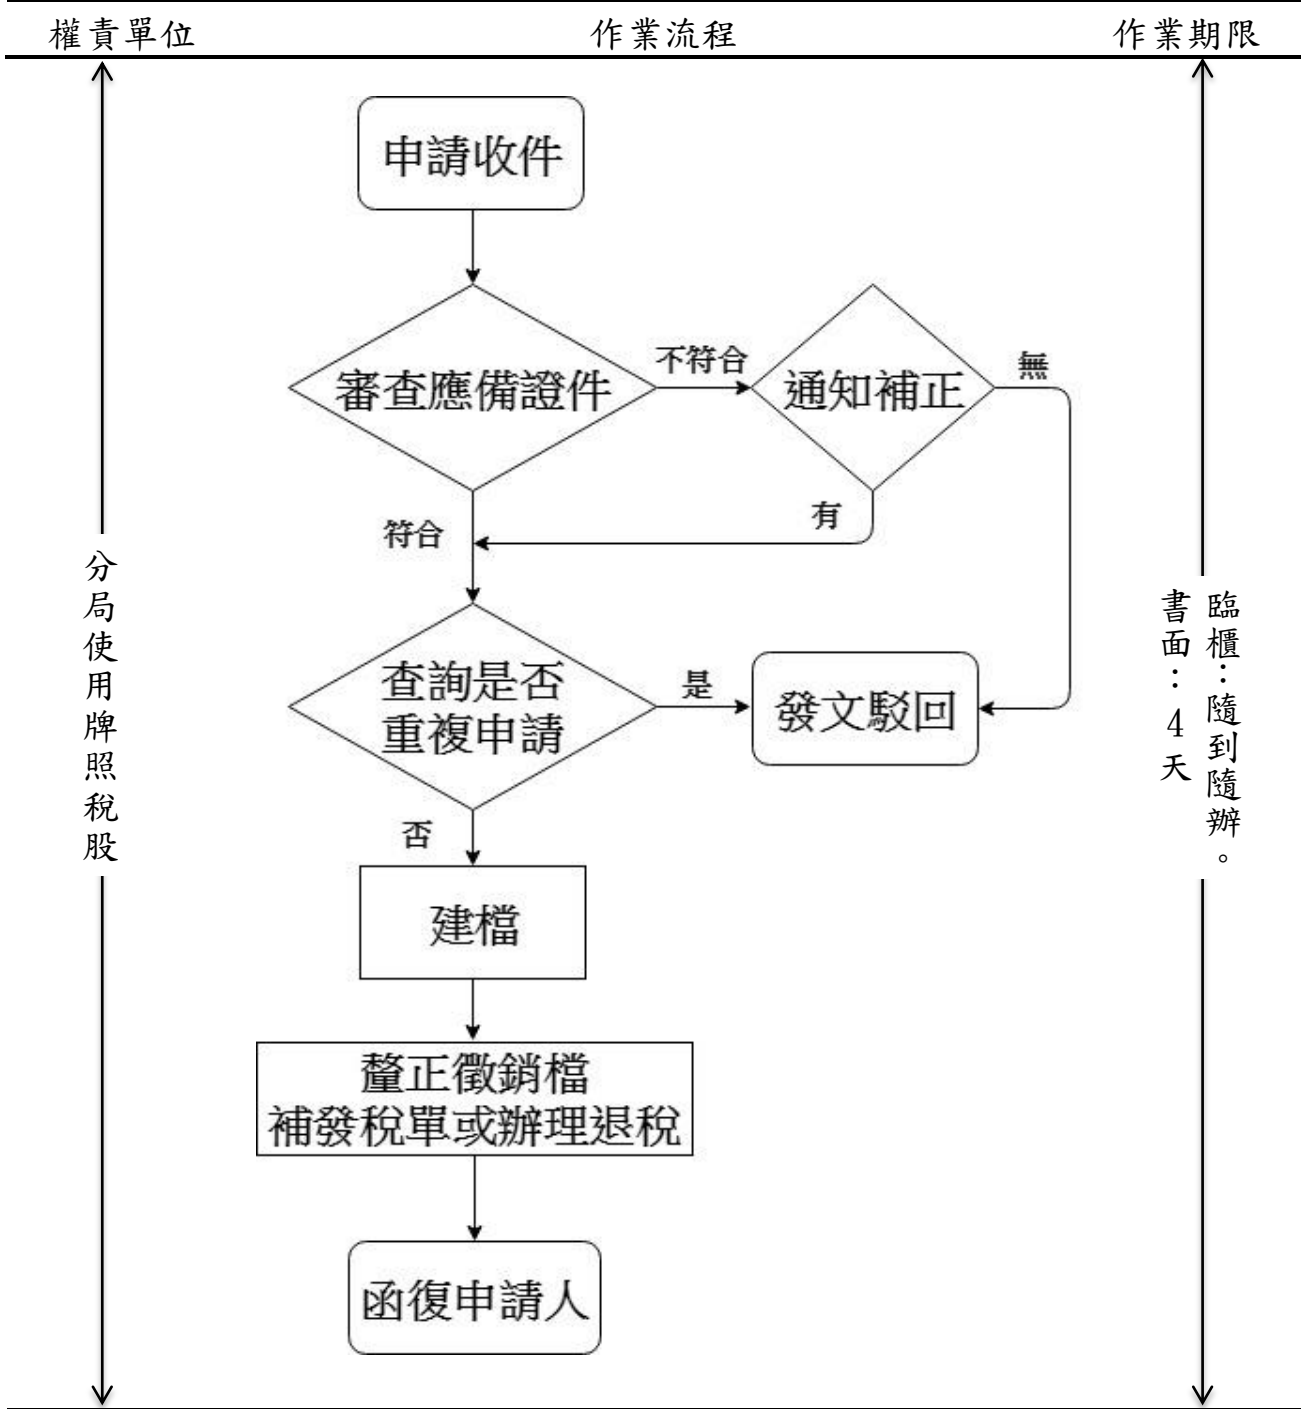 權責單位
作業流程
作業期限
申請收件
審查應備證件
不符合
通知補正
無
有
符合
分局使用牌照稅股
查詢是否
重複申請
是
發文駁回
臨櫃：隨到隨辦。
書面：4天
否
建檔
釐正徵銷檔
補發稅單或辦理退稅
函復申請人